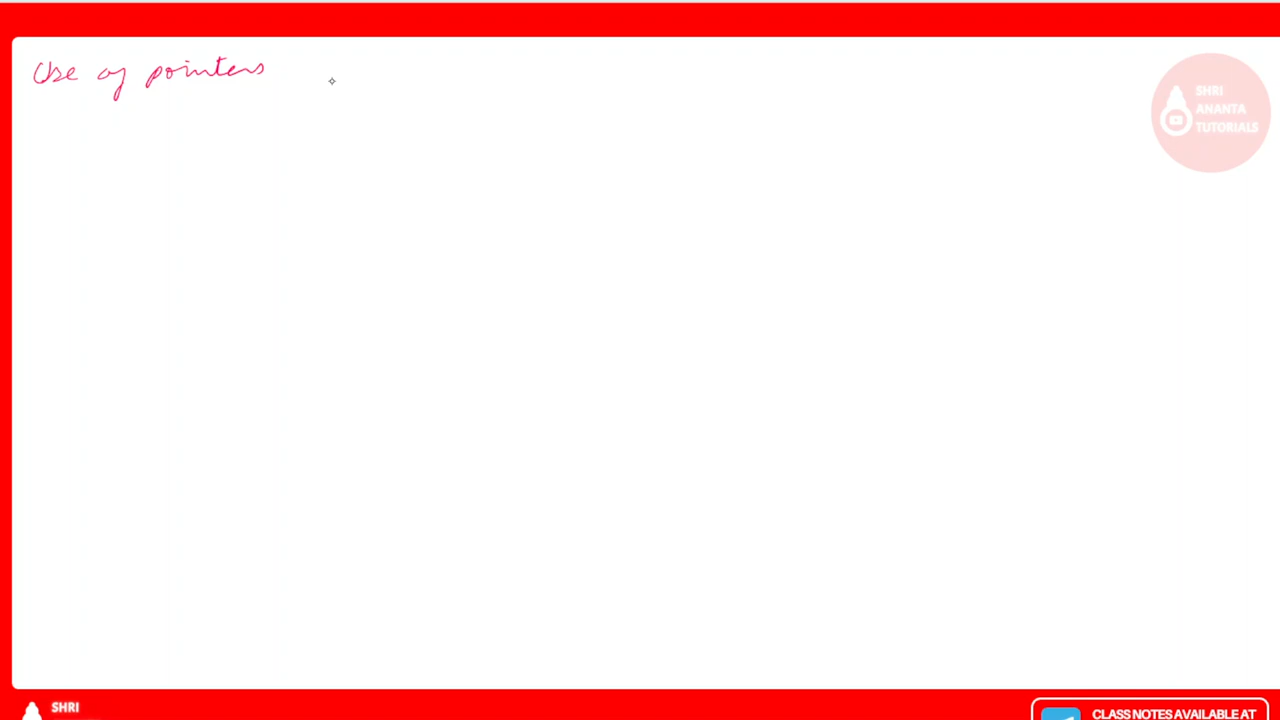 Use of pointers
SHRI
ANANTA
TUTORIALS
SHRI
CLASS NOTES AVAILABLE AT